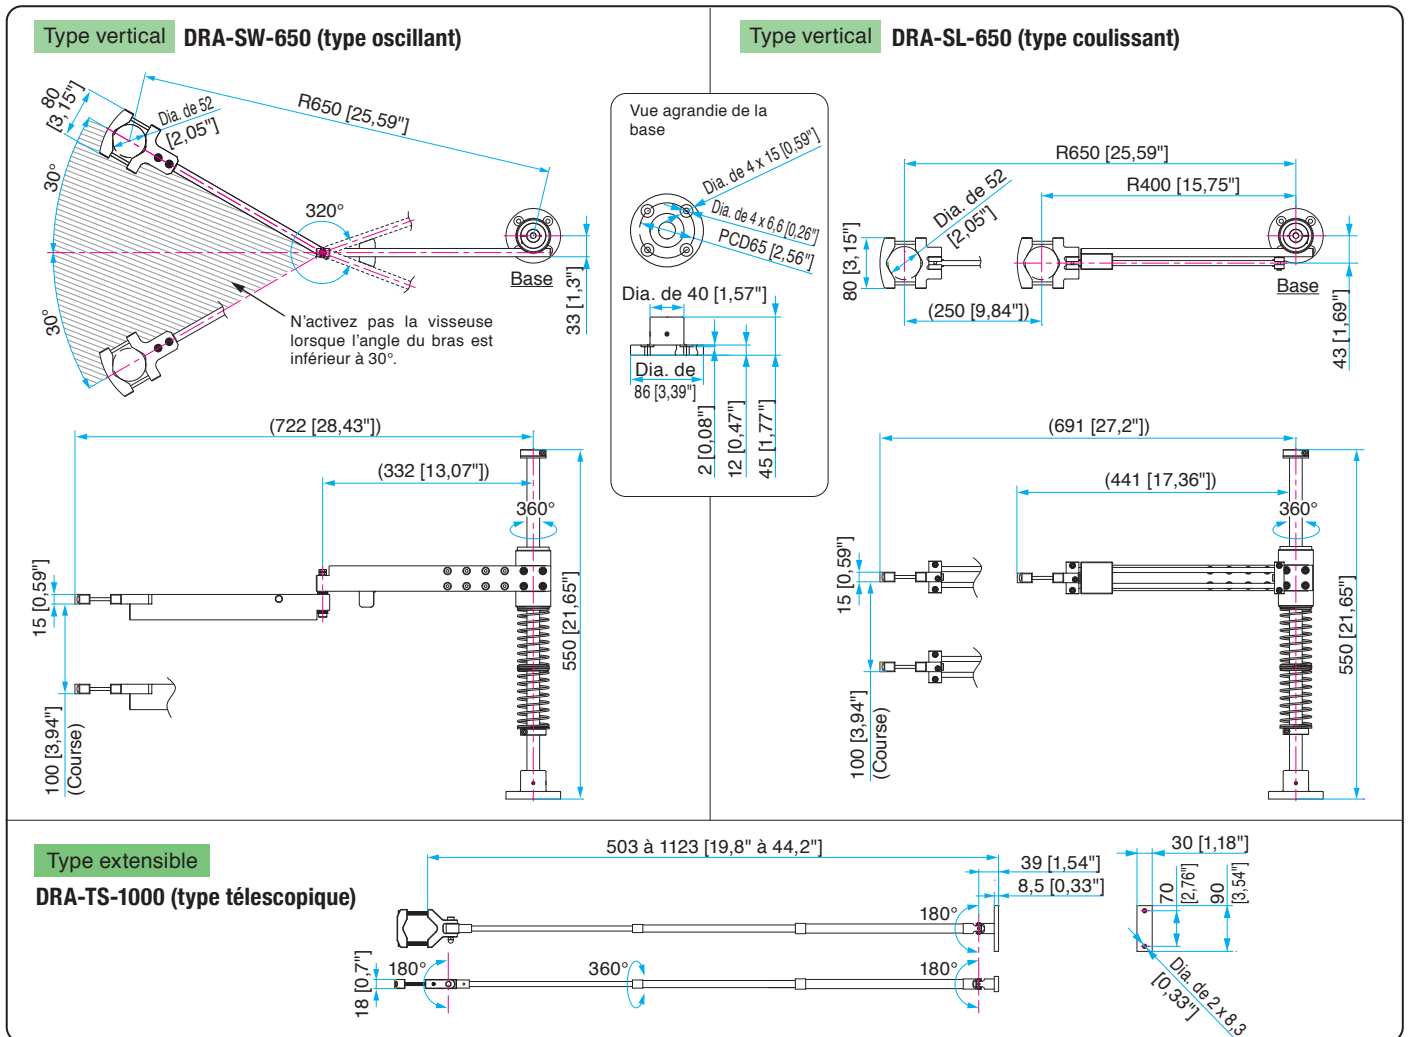 Type vertical DRA-SW-650 (type oscillant)
80
[3,15"]
Dia. de 52
[2,05"]
R650 [25,59"]
30°
30°
320°
Base
33 [1,3"]
N'activez pas la visseuse
lorsque l'angle du bras est
inférieur à 30°.
(722 [28,43"])
(332 [13,07"])
360°
15 [0,59"]
100 [3,94"]
(Course)
550 [21,65"]
Vue agrandie de la
base
Dia. de 4 x 15 [0,59"]
Dia. de 4 x 6,6 [0,26"]
PCD65 [2,56"]
Dia. de 40 [1,57"]
Dia. de
86 [3,39"]
2 [0,08"]
12 [0,47"]
45 [1,77"]
Type vertical DRA-SL-650 (type coulissant)
R650 [25,59"]
R400 [15,75"]
Dia. de 52
[2,05"]
80 [3,15"]
(250 [9,84"])
Base
43 [1,69"]
(691 [27,2"])
(441 [17,36"])
360°
15 [0,59"]
100 [3,94"]
(Course)
550 [21,65"]
Type extensible
DRA-TS-1000 (type télescopique)
503 à 1123 [19,8" à 44,2"]
39 [1,54"]
8,5 [0,33"]
180°
18 [0,7"]
180°
360°
180°
30 [1,18"]
70
[2,76"]
90
[3,54"]
Dia. de 2 x 8,3
[0,33"]